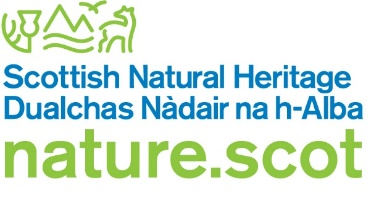 Scottish Natural Heritage
Dualchas Nàdair na h-Alba
nature.scot